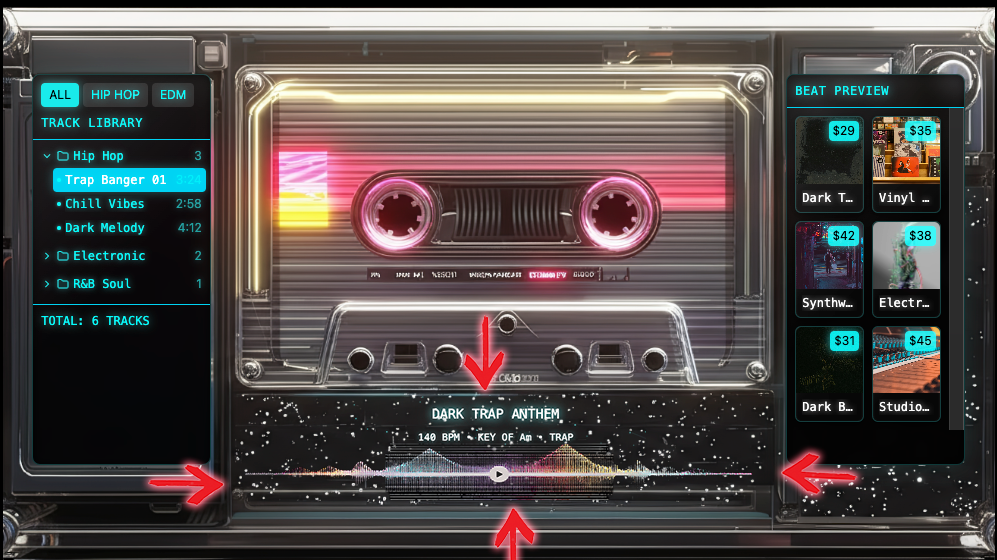 ALL HIP HOP EDM
TRACK LIBRARY
Hip Hop 3
Trap Banger 01 3:24
Chill Vibes 2:58
Dark Melody 4:12
Electronic 2
R&B Soul 1
TOTAL: 6 TRACKS
DARK TRAP ANTHEM
140 BPM • KEY OF Am • TRAP
BEAT PREVIEW
$29 $35
Dark T… Vinyl …
$42 $38
Synthw… Electr…
$31 $45
Dark B… Studio…